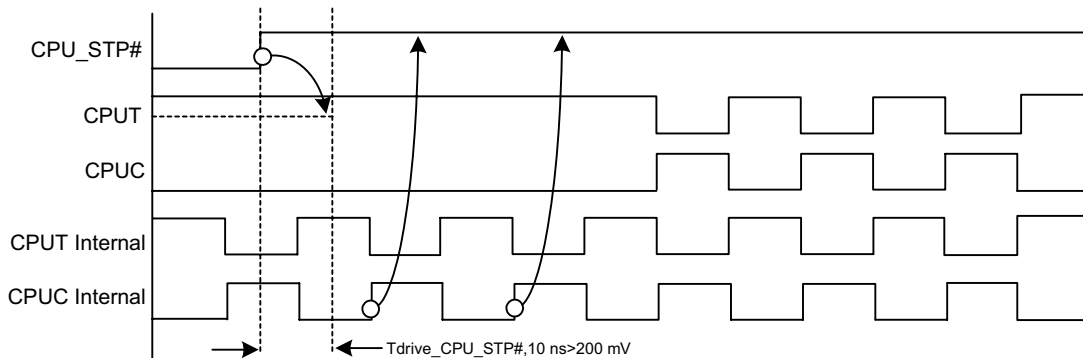 CPU_STP#
CPUT
CPUC
CPUT Internal
CPUC Internal
Tdrive_CPU_STP#,10 ns>200 mV